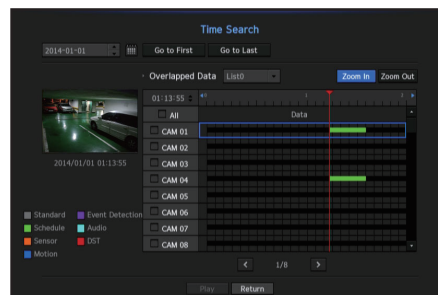 Time Search
2014-01-01
Go to First
Go to Last
Overlapped Data
List0
Zoom In
Zoom Out
01:13:55
All
Data
CAM 01
CAM 02
CAM 03
CAM 04
CAM 05
CAM 06
CAM 07
CAM 08
2014/01/01 01:13:55
Standard
Event Detection
Schedule
Audio
Sensor
DST
Motion
1/8
Play
Return